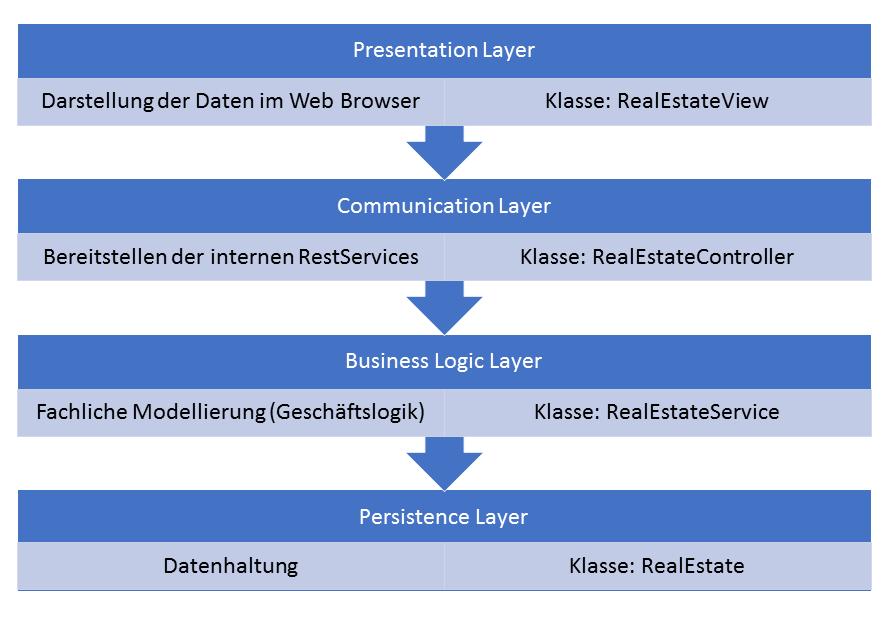 Presentation Layer
Darstellung der Daten im Web Browser
Klasse: RealEstateView
Communication Layer
Bereitstellen der internen RestServices
Klasse: RealEstateController
Business Logic Layer
Fachliche Modellierung (Geschäftslogik)
Klasse: RealEstateService
Persistence Layer
Datenhaltung
Klasse: RealEstate